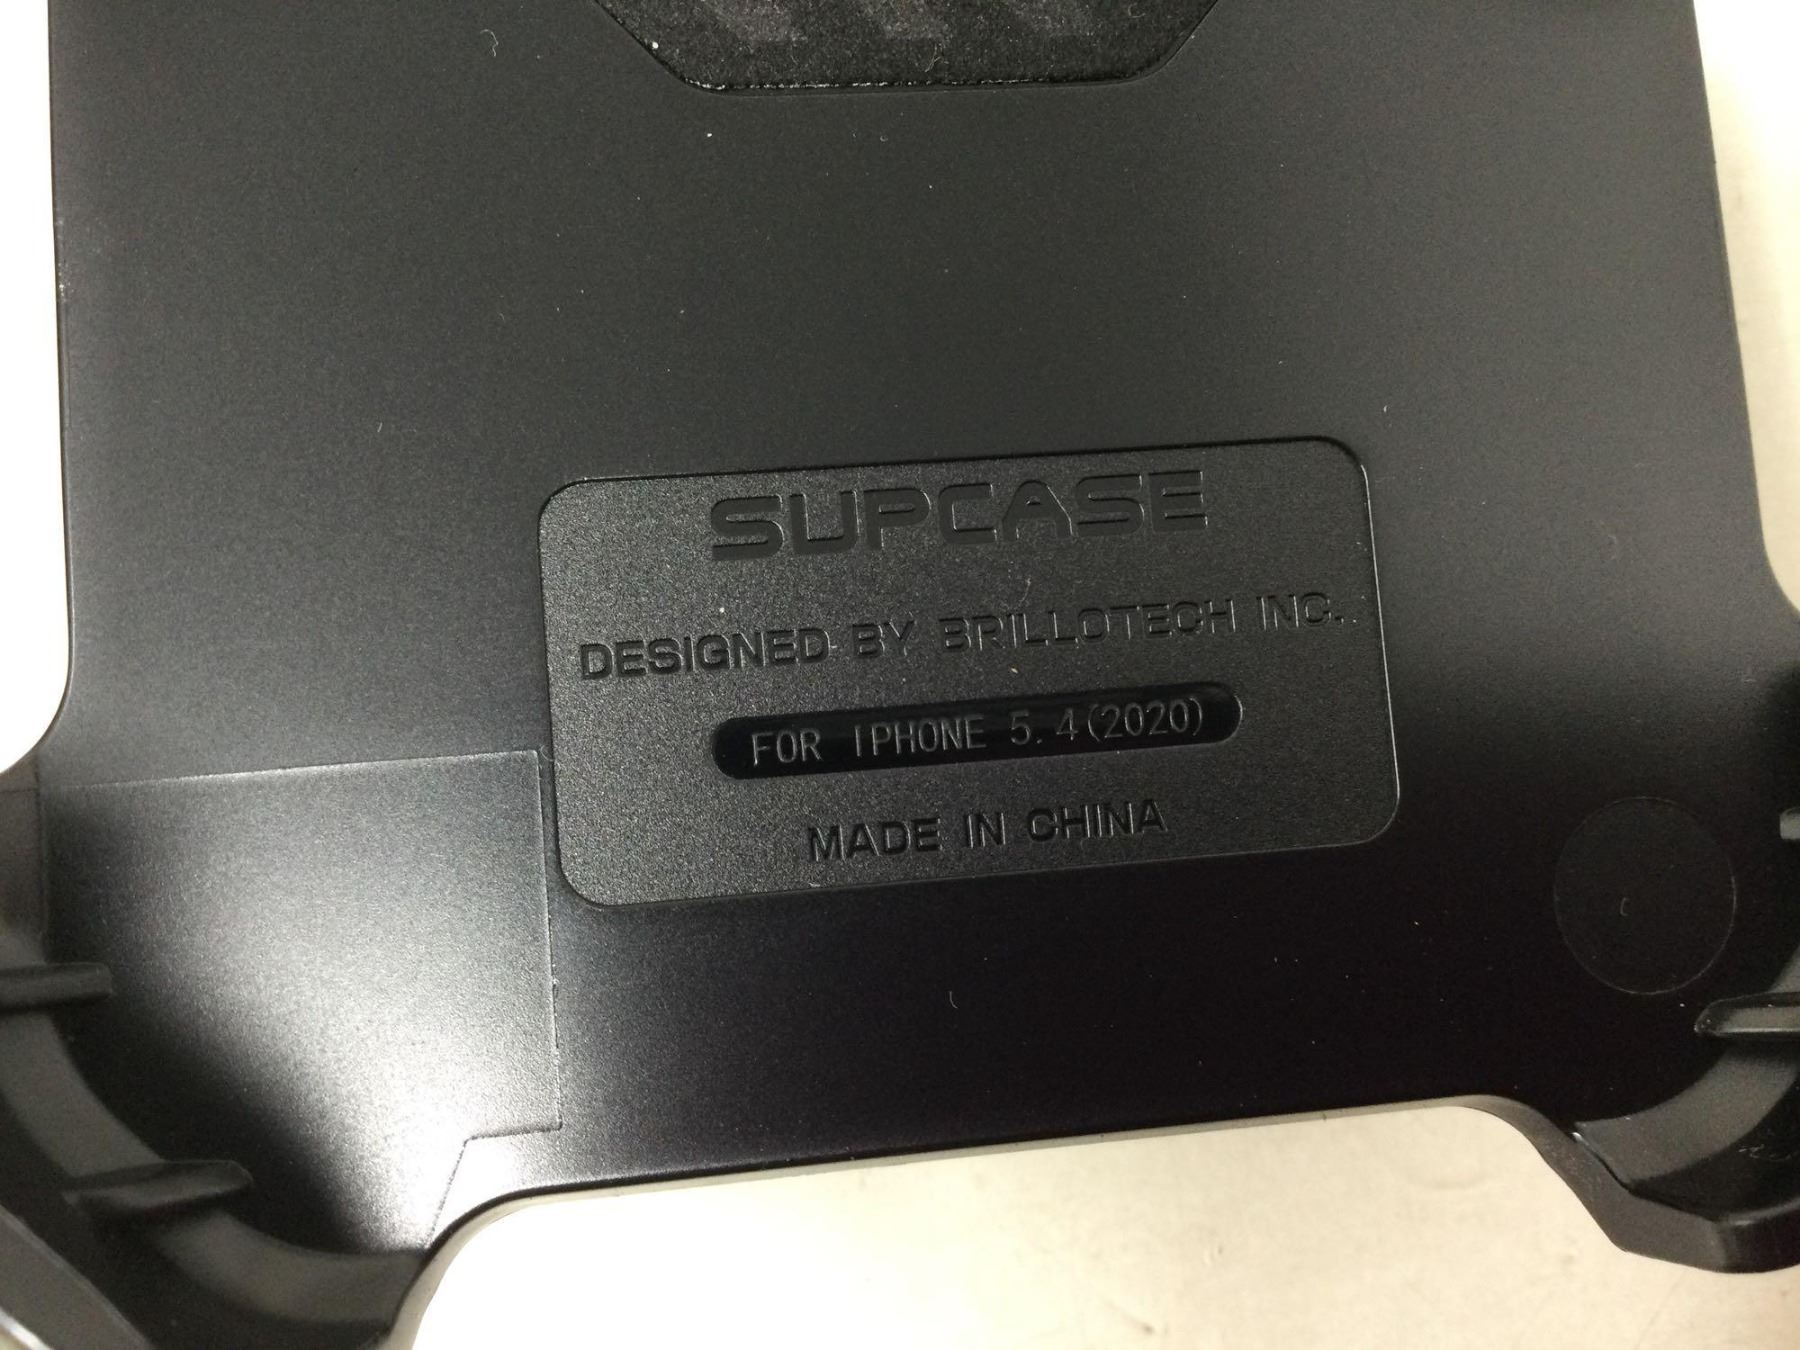 SUPCASE
DESIGNED BY BRILLOTECH INC.
FOR IPHONE 5.4(2020)
MADE IN CHINA